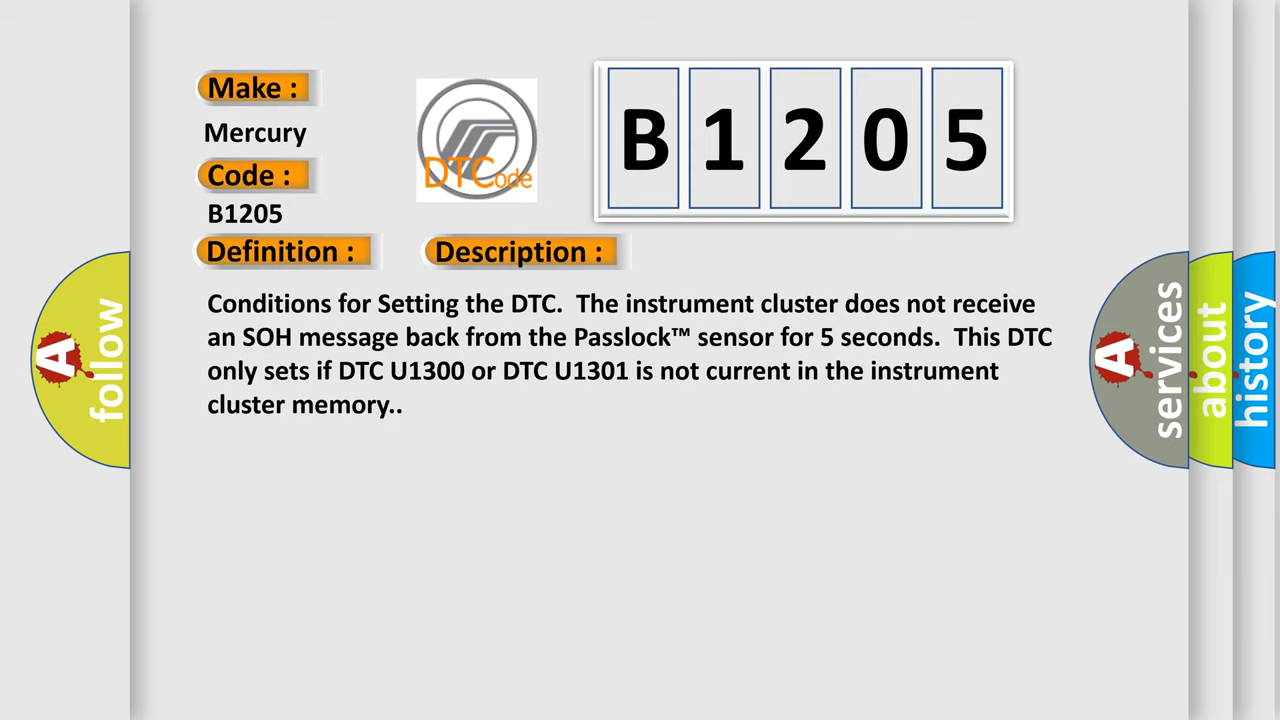 Make :
Mercury
Code :
B1205
Definition :
Description :
B 1 2 0 5
DTCode
Conditions for Setting the DTC  The instrument cluster does not receive
an SOH message back from the Passlock™ sensor for 5 seconds  This DTC
only sets if DTC U1300 or DTC U1301 is not current in the instrument
cluster memory..
A follow
A services
about
history